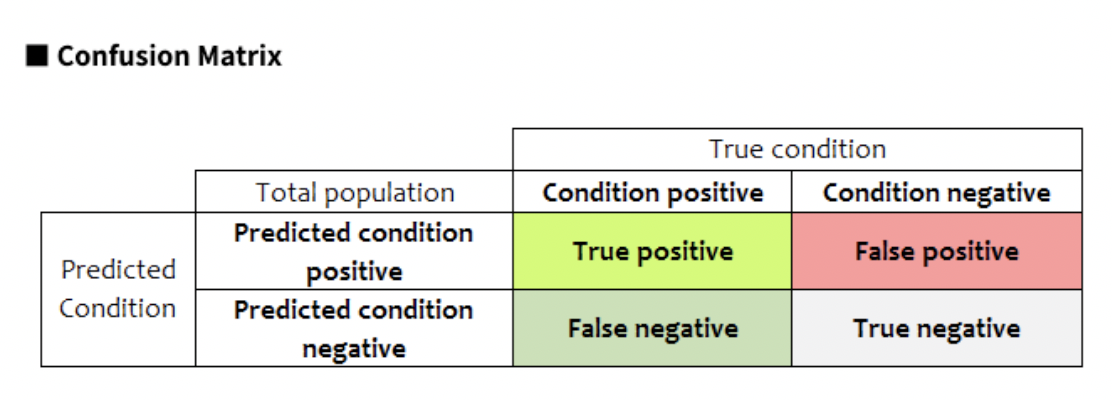 ■ Confusion Matrix
True condition
Total population
Condition positive
Condition negative
Predicted
Condition
Predicted condition
positive
True positive
False positive
Predicted condition
negative
False negative
True negative